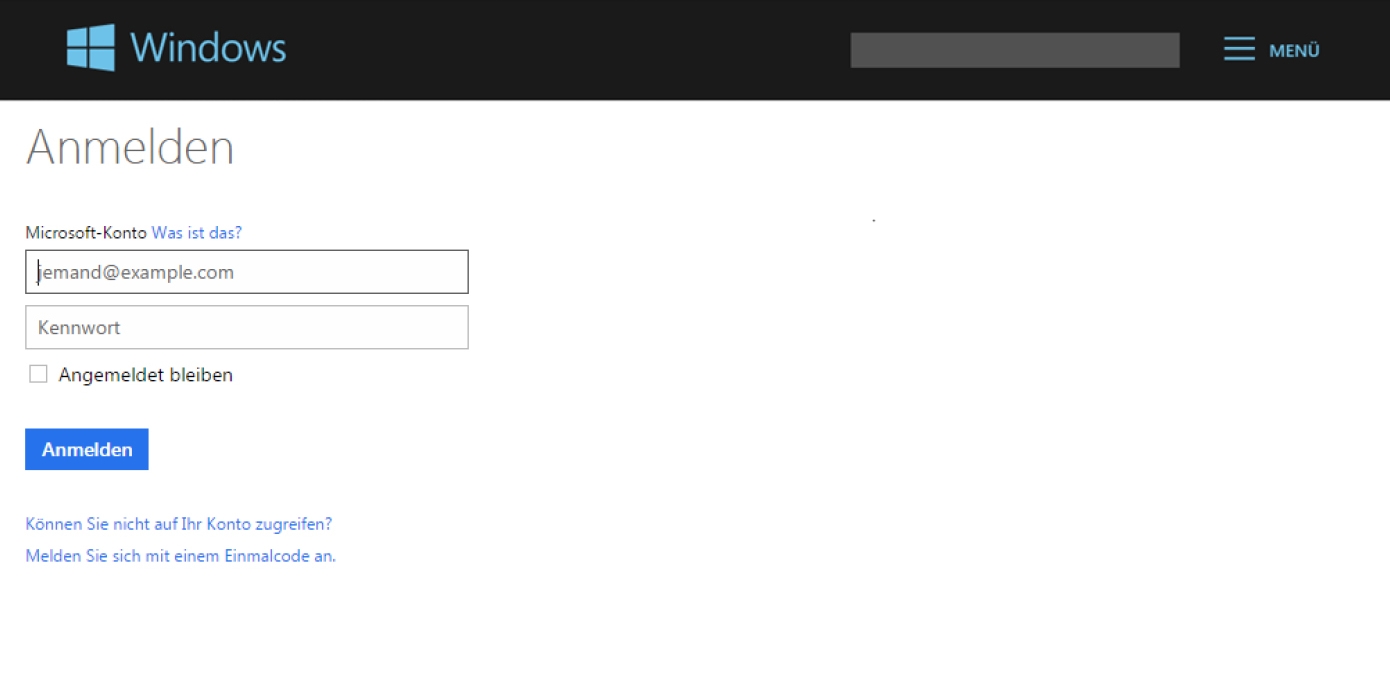 Windows
MENÜ
Anmelden
Microsoft-Konto Was ist das?
jemand@example.com
Kennwort
Angemeldet bleiben
Anmelden
Können Sie nicht auf Ihr Konto zugreifen?
Melden Sie sich mit einem Einmalcode an.